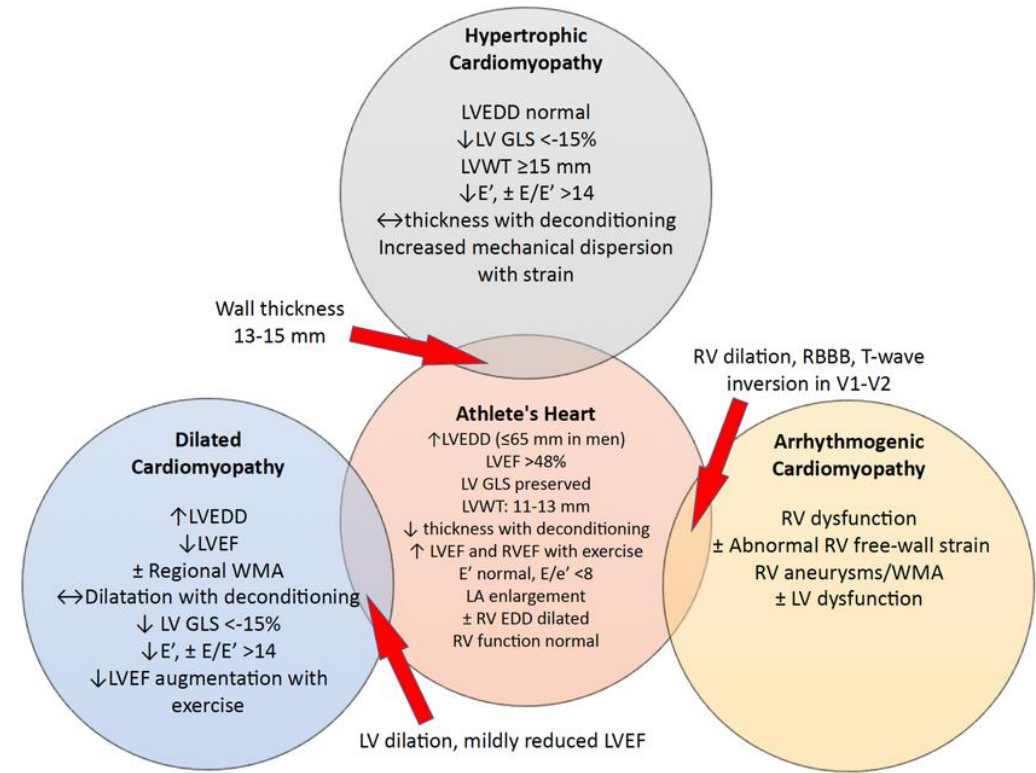 Hypertrophic
Cardiomyopathy
LVEDD normal
↓LV GLS <-15%
LVWT ≥15 mm
↓E’, ± E/E’ >14
↔thickness with deconditioning
Increased mechanical dispersion
with strain
Wall thickness
13-15 mm
RV dilation, RBBB, T-wave
inversion in V1-V2
Athlete's Heart
↑LVEDD (≤65 mm in men)
LVEF >48%
LV GLS preserved
LVWT: 11-13 mm
↓ thickness with deconditioning
↑ LVEF and RVEF with exercise
E’ normal, E/e’ <8
LA enlargement
± RV EDD dilated
RV function normal
Dilated
Cardiomyopathy
↑LVEDD
↓LVEF
± Regional WMA
↔Dilatation with deconditioning
↓ LV GLS <-15%
↓E’, ± E/E’ >14
↓LVEF augmentation with
exercise
Arrhythmogenic
Cardiomyopathy
RV dysfunction
± Abnormal RV free-wall strain
RV aneurysms/WMA
± LV dysfunction
LV dilation, mildly reduced LVEF